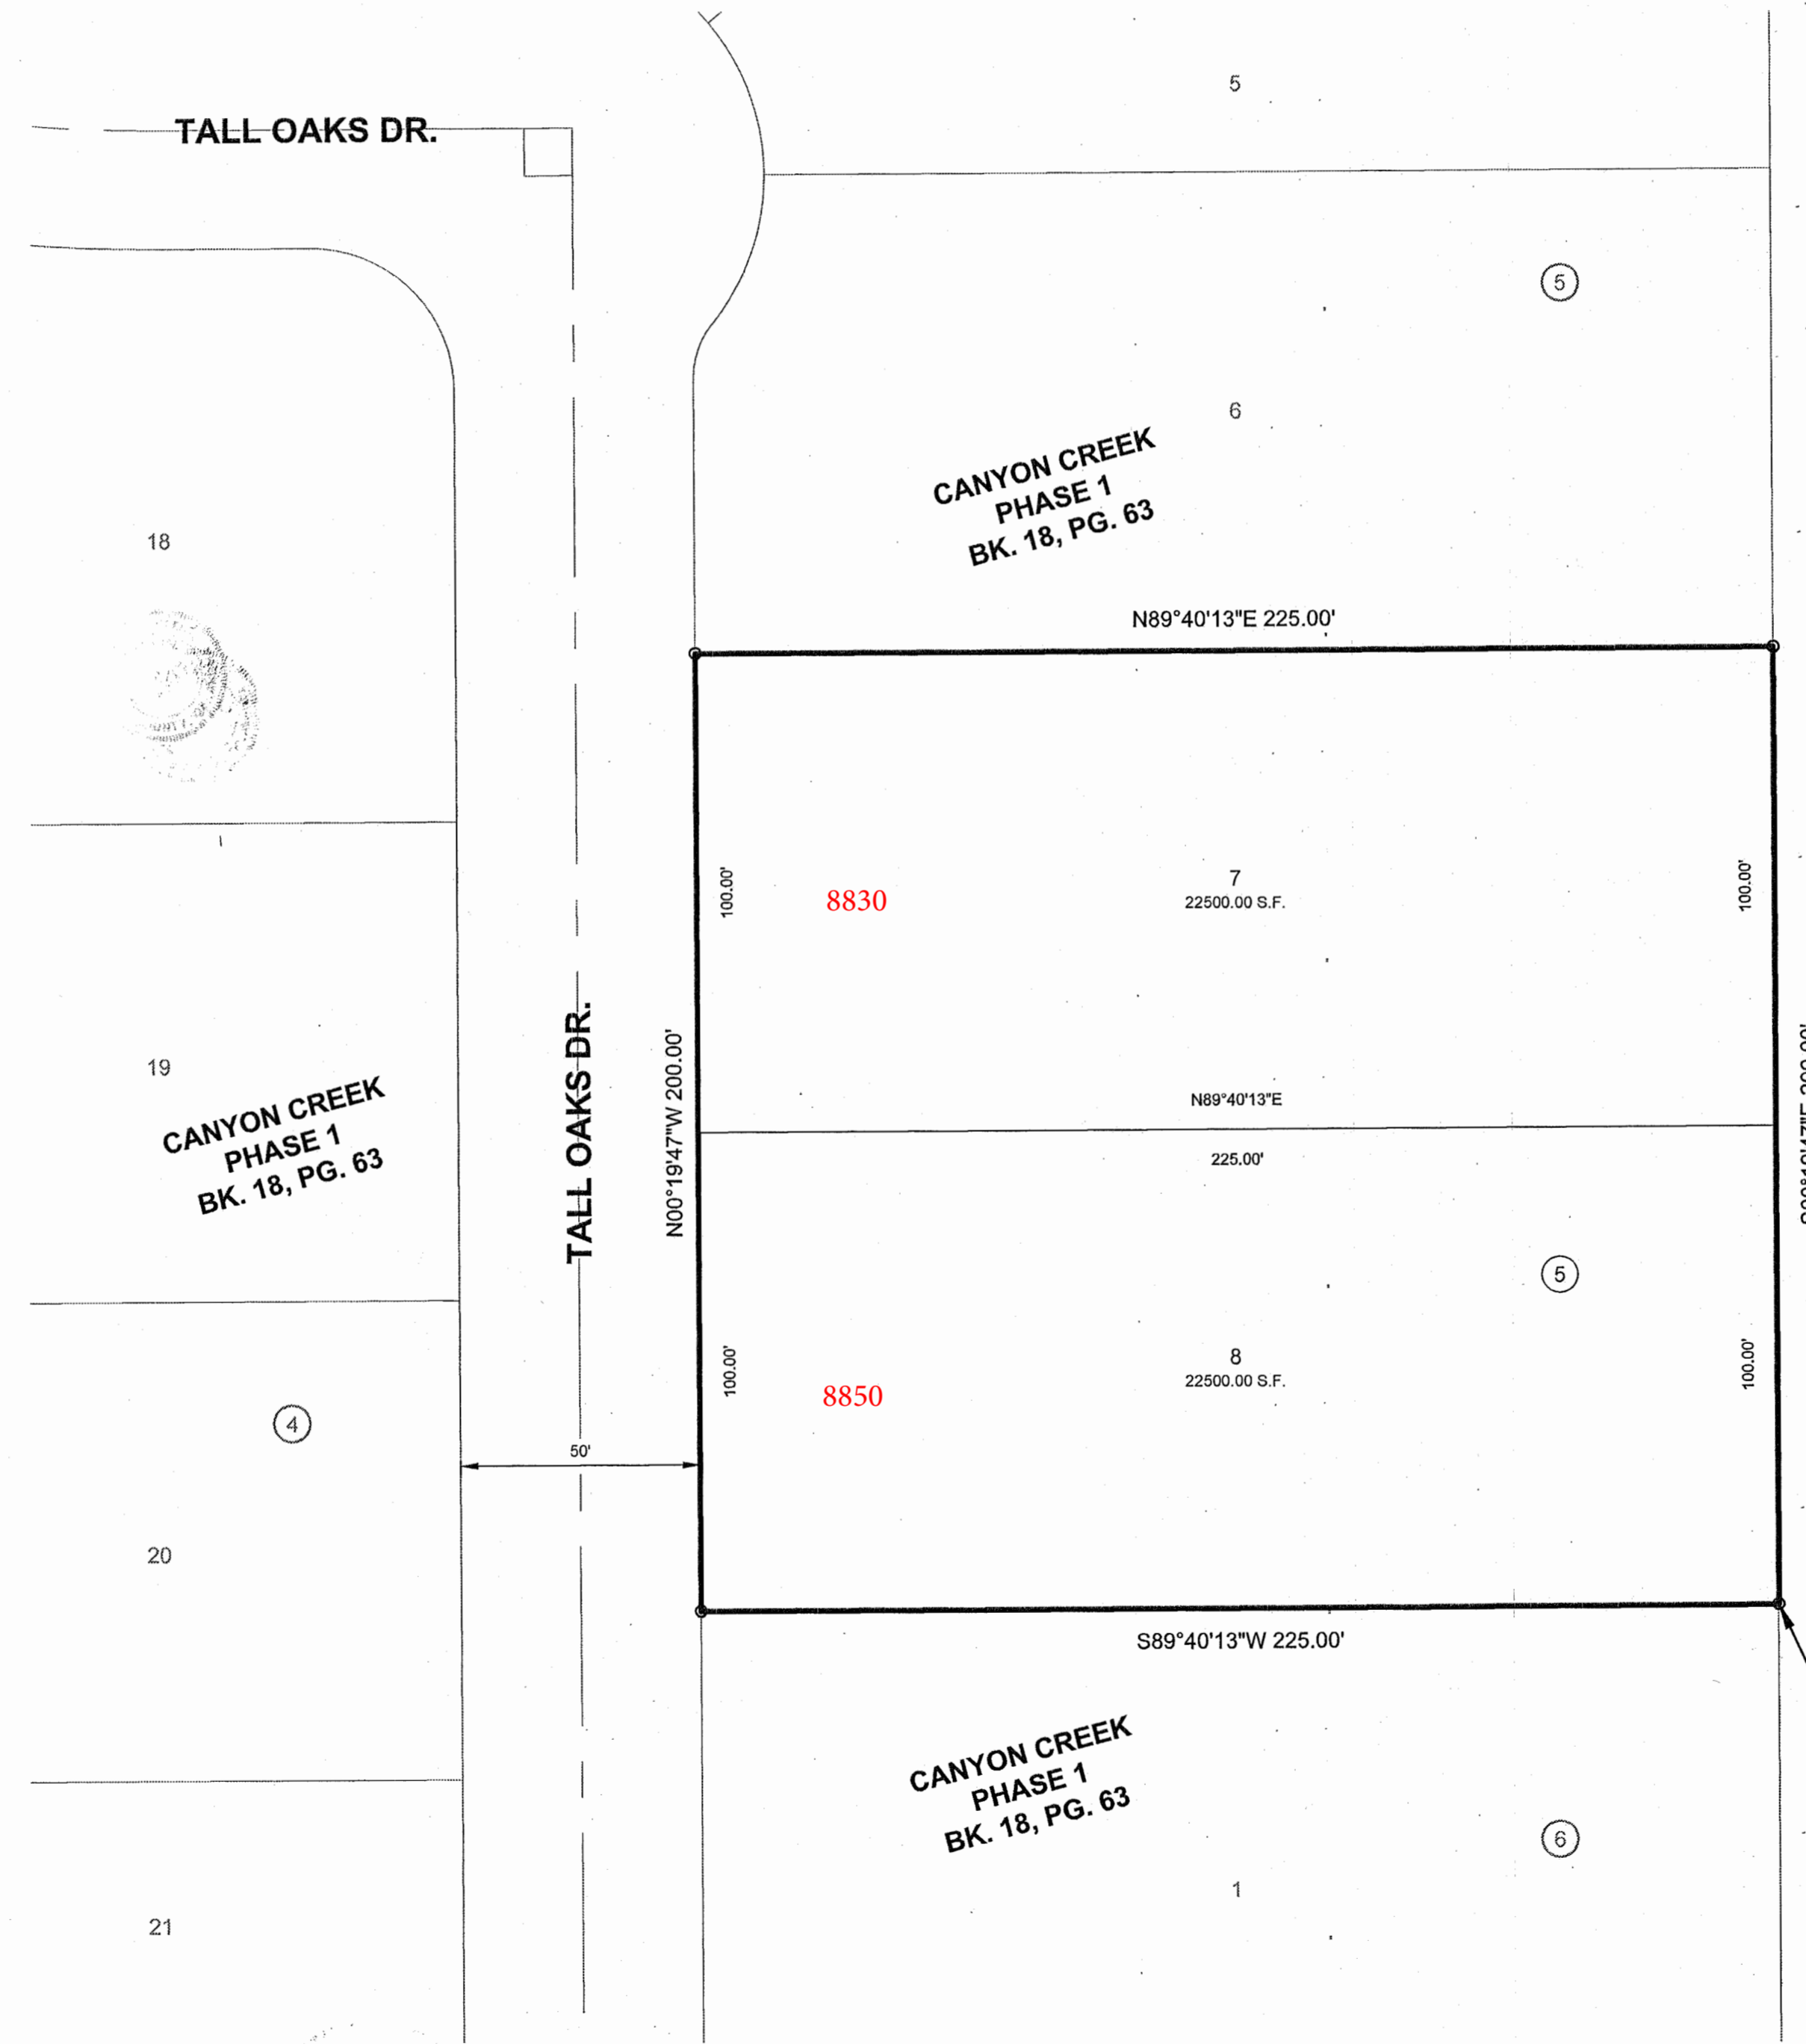 5
TALL OAKS DR.
5
6
CANYON CREEK
PHASE 1
BK. 18, PG. 63
18
N89°40'13"E 225.00'
100.00'
8830
7
22500.00 S.F.
100.00'
TALL OAKS DR.
N00°19'47"W 200.00'
19
CANYON CREEK
PHASE 1
BK. 18, PG. 63
N89°40'13"E
225.00'
5
100.00'
8850
8
22500.00 S.F.
100.00'
4
50'
20
S89°40'13"W 225.00'
CANYON CREEK
PHASE 1
BK. 18, PG. 63
6
1
21